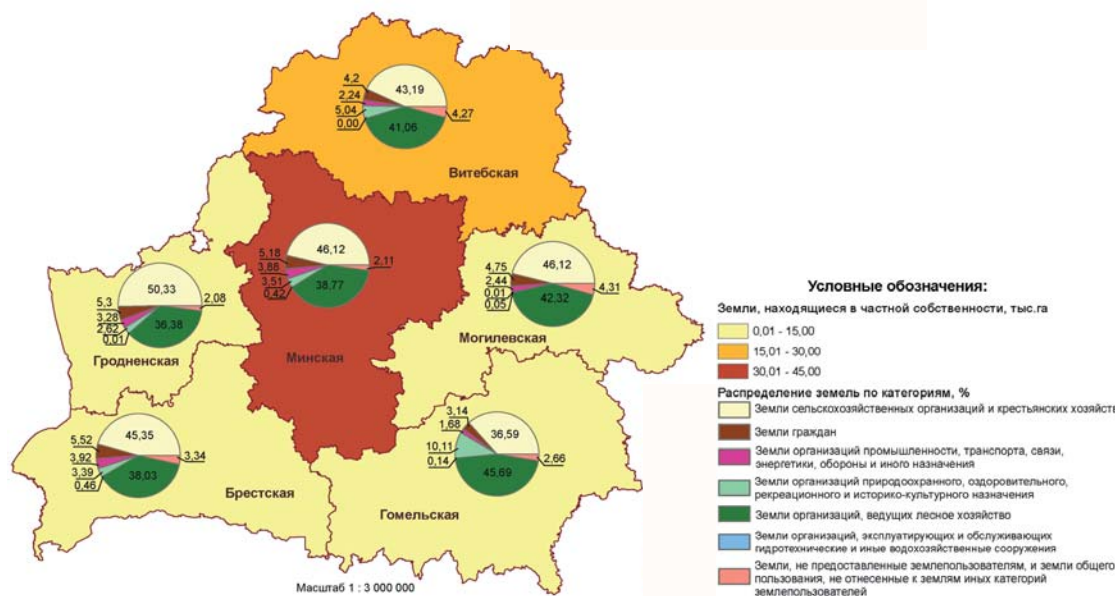 4,2
43,19
2,24
5,04
0,00
4,27
41,06
Витебская
46,12
5,18
3,88
3,51
0,42
2,11
38,77
Минская
4,75
46,12
2,44
0,01
0,05
4,31
42,32
Могилевская
50,33
5,3
3,28
2,62
0,01
2,08
36,38
Гродненская
45,35
5,52
3,92
3,39
0,46
3,34
38,03
Брестская
3,14
1,68
36,59
10,11
0,14
2,66
45,69
Гомельская
Масштаб 1 : 3 000 000
Условные обозначения:
Земли, находящиеся в частной собственности, тыс.га
0,01 - 15,00
15,01 - 30,00
30,01 - 45,00
Распределение земель по категориям, %
Земли сельскохозяйственных организаций и крестьянских хозяйств
Земли граждан
Земли организаций промышленности, транспорта, связи,
энергетики, обороны и иного назначения
Земли организаций природоохранного, оздоровительного,
рекреационного и историко-культурного назначения
Земли организаций, ведущих лесное хозяйство
Земли организаций, эксплуатирующих и обслуживающих
гидротехнические и иные водохозяйственные сооружения
Земли, не предоставленные землепользователям, и земли общего
пользования, не отнесенные к землям иных категорий
землепользователей